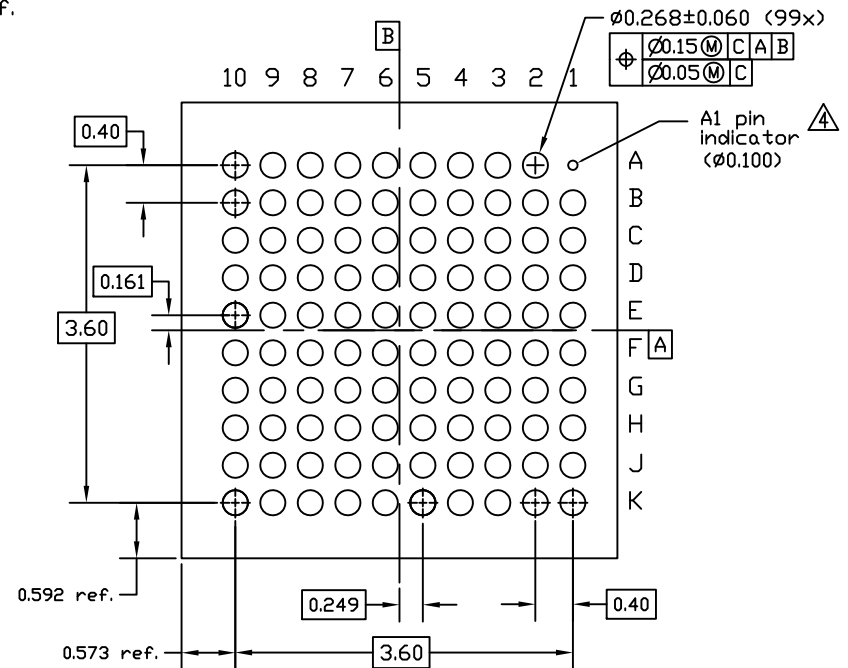 f.
Ø0.268±0.060 (99x)
⌖ Ø0.15Ⓜ C A B
Ø0.05Ⓜ C
B
10 9 8 7 6 5 4 3 2 1
0.40
A1 pin
indicator
(Ø0.100)
4
A
B
C
D
0.161
E
3.60
F A
G
H
J
K
0.592 ref.
0.249
0.40
0.573 ref.
3.60